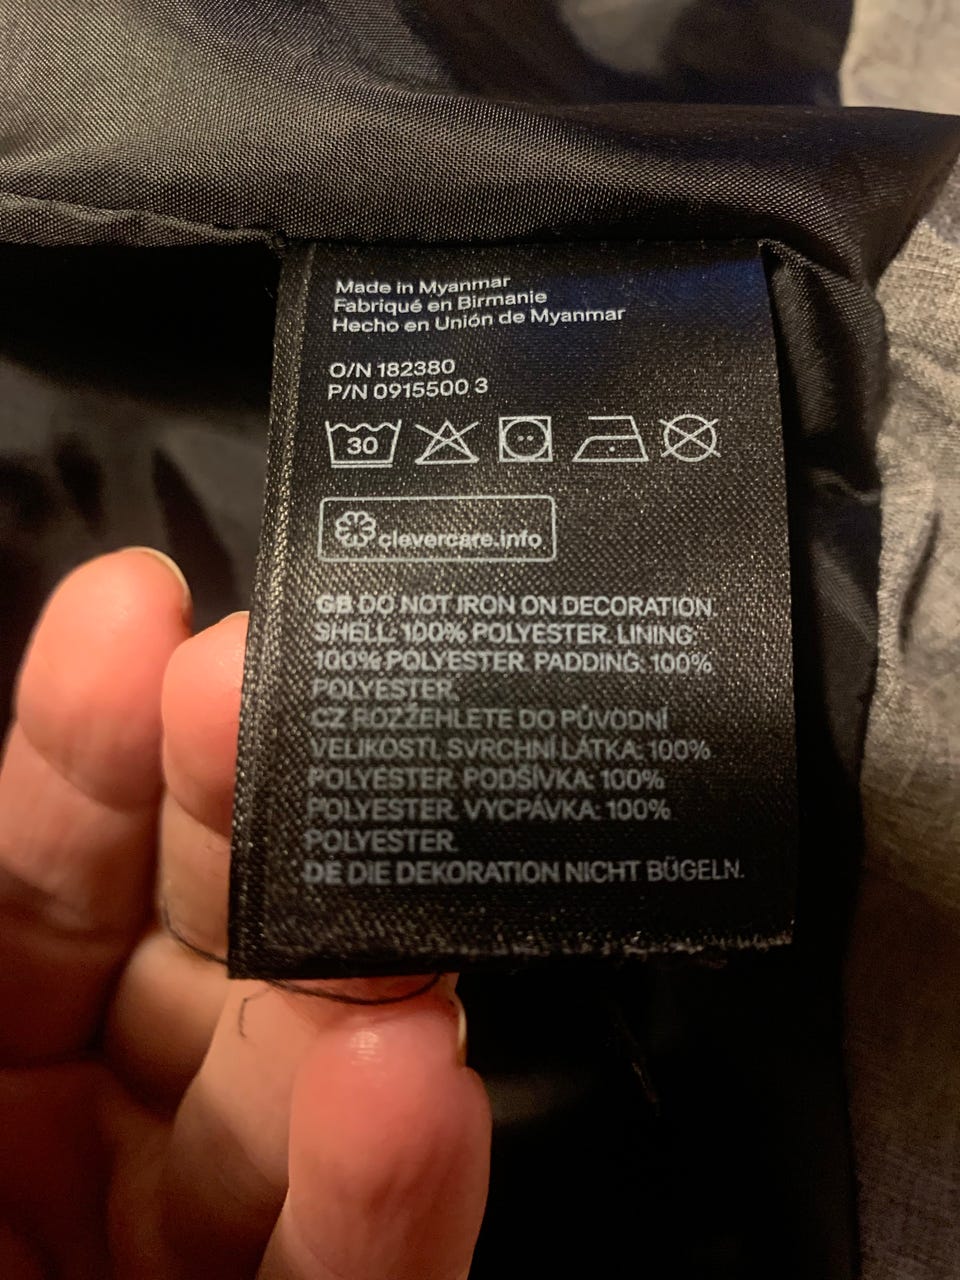 Made in Myanmar
Fabriqué en Birmanie
Hecho en Unión de Myanmar
O/N 182380
P/N 0915500 3
30
clevercare.info
GB DO NOT IRON ON DECORATION.
SHELL: 100% POLYESTER. LINING:
100% POLYESTER. PADDING: 100%
POLYESTER.
CZ ROZŽEHLETE DO PŮVODNÍ
VELIKOSTI. SVRCHNÍ LÁTKA: 100%
POLYESTER. PODŠÍVKA: 100%
POLYESTER. VYCPÁVKA: 100%
POLYESTER.
DE DIE DEKORATION NICHT BÜGELN.